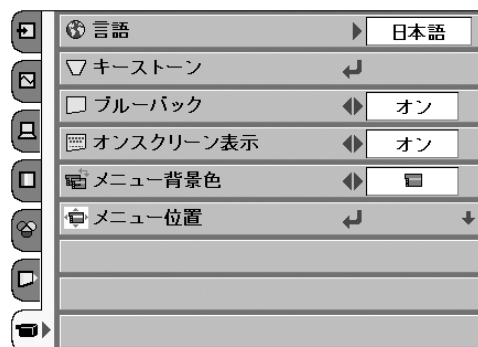 言語 日本語
キーストーン
ブルーバック オン
オンスクリーン表示 オン
メニュー背景色
メニュー位置